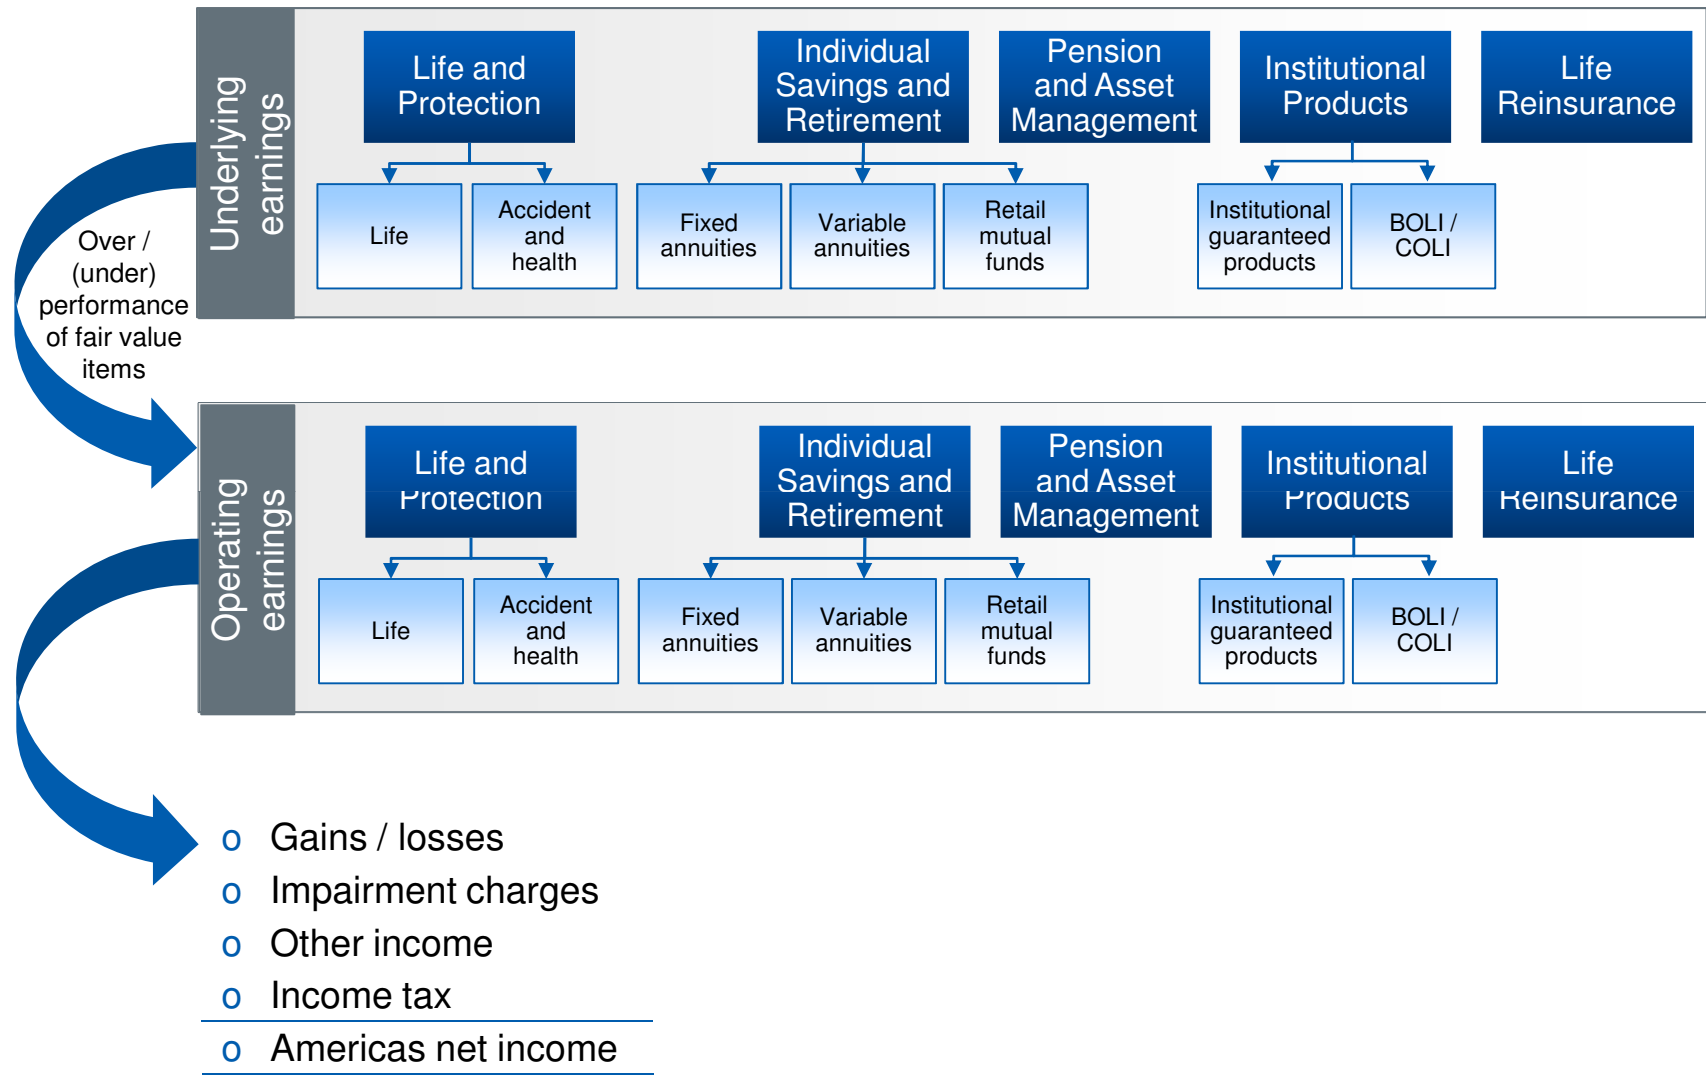 Underlying
earnings
Life and
Protection
Individual
Savings and
Retirement
Pension
and Asset
Management
Institutional
Products
Life
Reinsurance
Life
Accident
and
health
Fixed
annuities
Variable
annuities
Retail
mutual
funds
Institutional
guaranteed
products
BOLI /
COLI
Over /
(under)
performance
of fair value
items
Operating
earnings
Life and
Protection
Individual
Savings and
Retirement
Pension
and Asset
Management
Institutional
Products
Life
Reinsurance
Life
Accident
and
health
Fixed
annuities
Variable
annuities
Retail
mutual
funds
Institutional
guaranteed
products
BOLI /
COLI
o Gains / losses
o Impairment charges
o Other income
o Income tax
o Americas net income